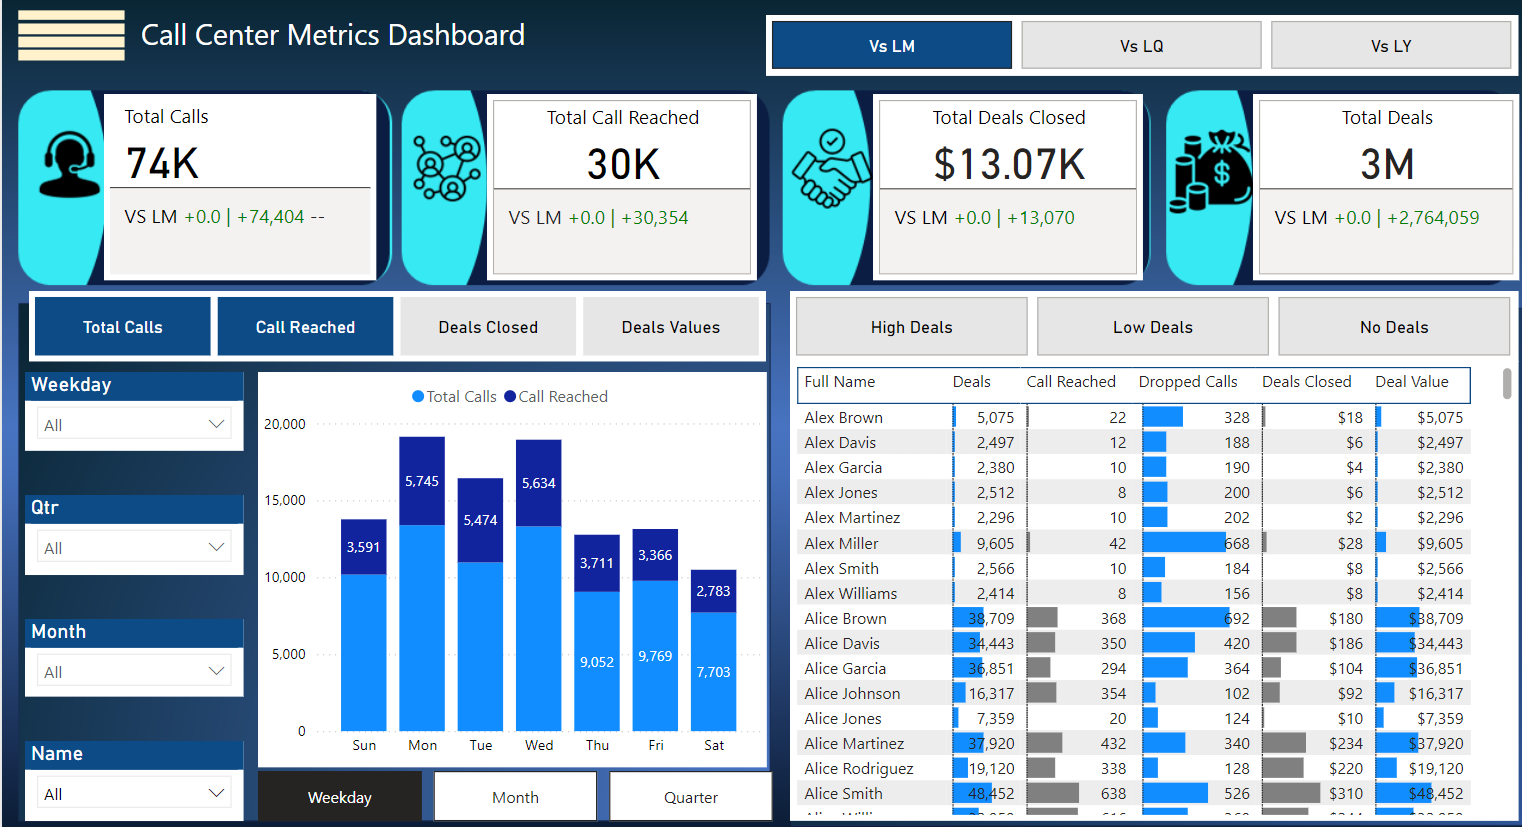 Call Center Metrics Dashboard
Vs LM
Vs LQ
Vs LY
Total Calls
74K
VS LM +0.0 | +74,404 --
Total Call Reached
30K
VS LM +0.0 | +30,354
Total Deals Closed
$13.07K
VS LM +0.0 | +13,070
Total Deals
3M
VS LM +0.0 | +2,764,059
Total Calls
Call Reached
Deals Closed
Deals Values
Weekday
All
Qtr
All
Month
All
Name
All
Total Calls Call Reached
20,000
15,000
10,000
5,000
0
3,591
5,745
5,474
5,634
3,711
3,366
2,783
9,052
9,769
7,703
Sun Mon Tue Wed Thu Fri Sat
Weekday
Month
Quarter
High Deals
Low Deals
No Deals
Full Name Deals Call Reached Dropped Calls Deals Closed Deal Value
Alex Brown 5,075 22 328 $18 $5,075
Alex Davis 2,497 12 188 $6 $2,497
Alex Garcia 2,380 10 190 $4 $2,380
Alex Jones 2,512 8 200 $6 $2,512
Alex Martinez 2,296 10 202 $2 $2,296
Alex Miller 9,605 42 668 $28 $9,605
Alex Smith 2,566 10 184 $8 $2,566
Alex Williams 2,414 8 156 $8 $2,414
Alice Brown 38,709 368 692 $180 $38,709
Alice Davis 34,443 350 420 $186 $34,443
Alice Garcia 36,851 294 364 $104 $36,851
Alice Johnson 16,317 354 102 $92 $16,317
Alice Jones 7,359 20 124 $10 $7,359
Alice Martinez 37,920 432 340 $234 $37,920
Alice Rodriguez 19,120 338 128 $220 $19,120
Alice Smith 48,452 638 526 $310 $48,452